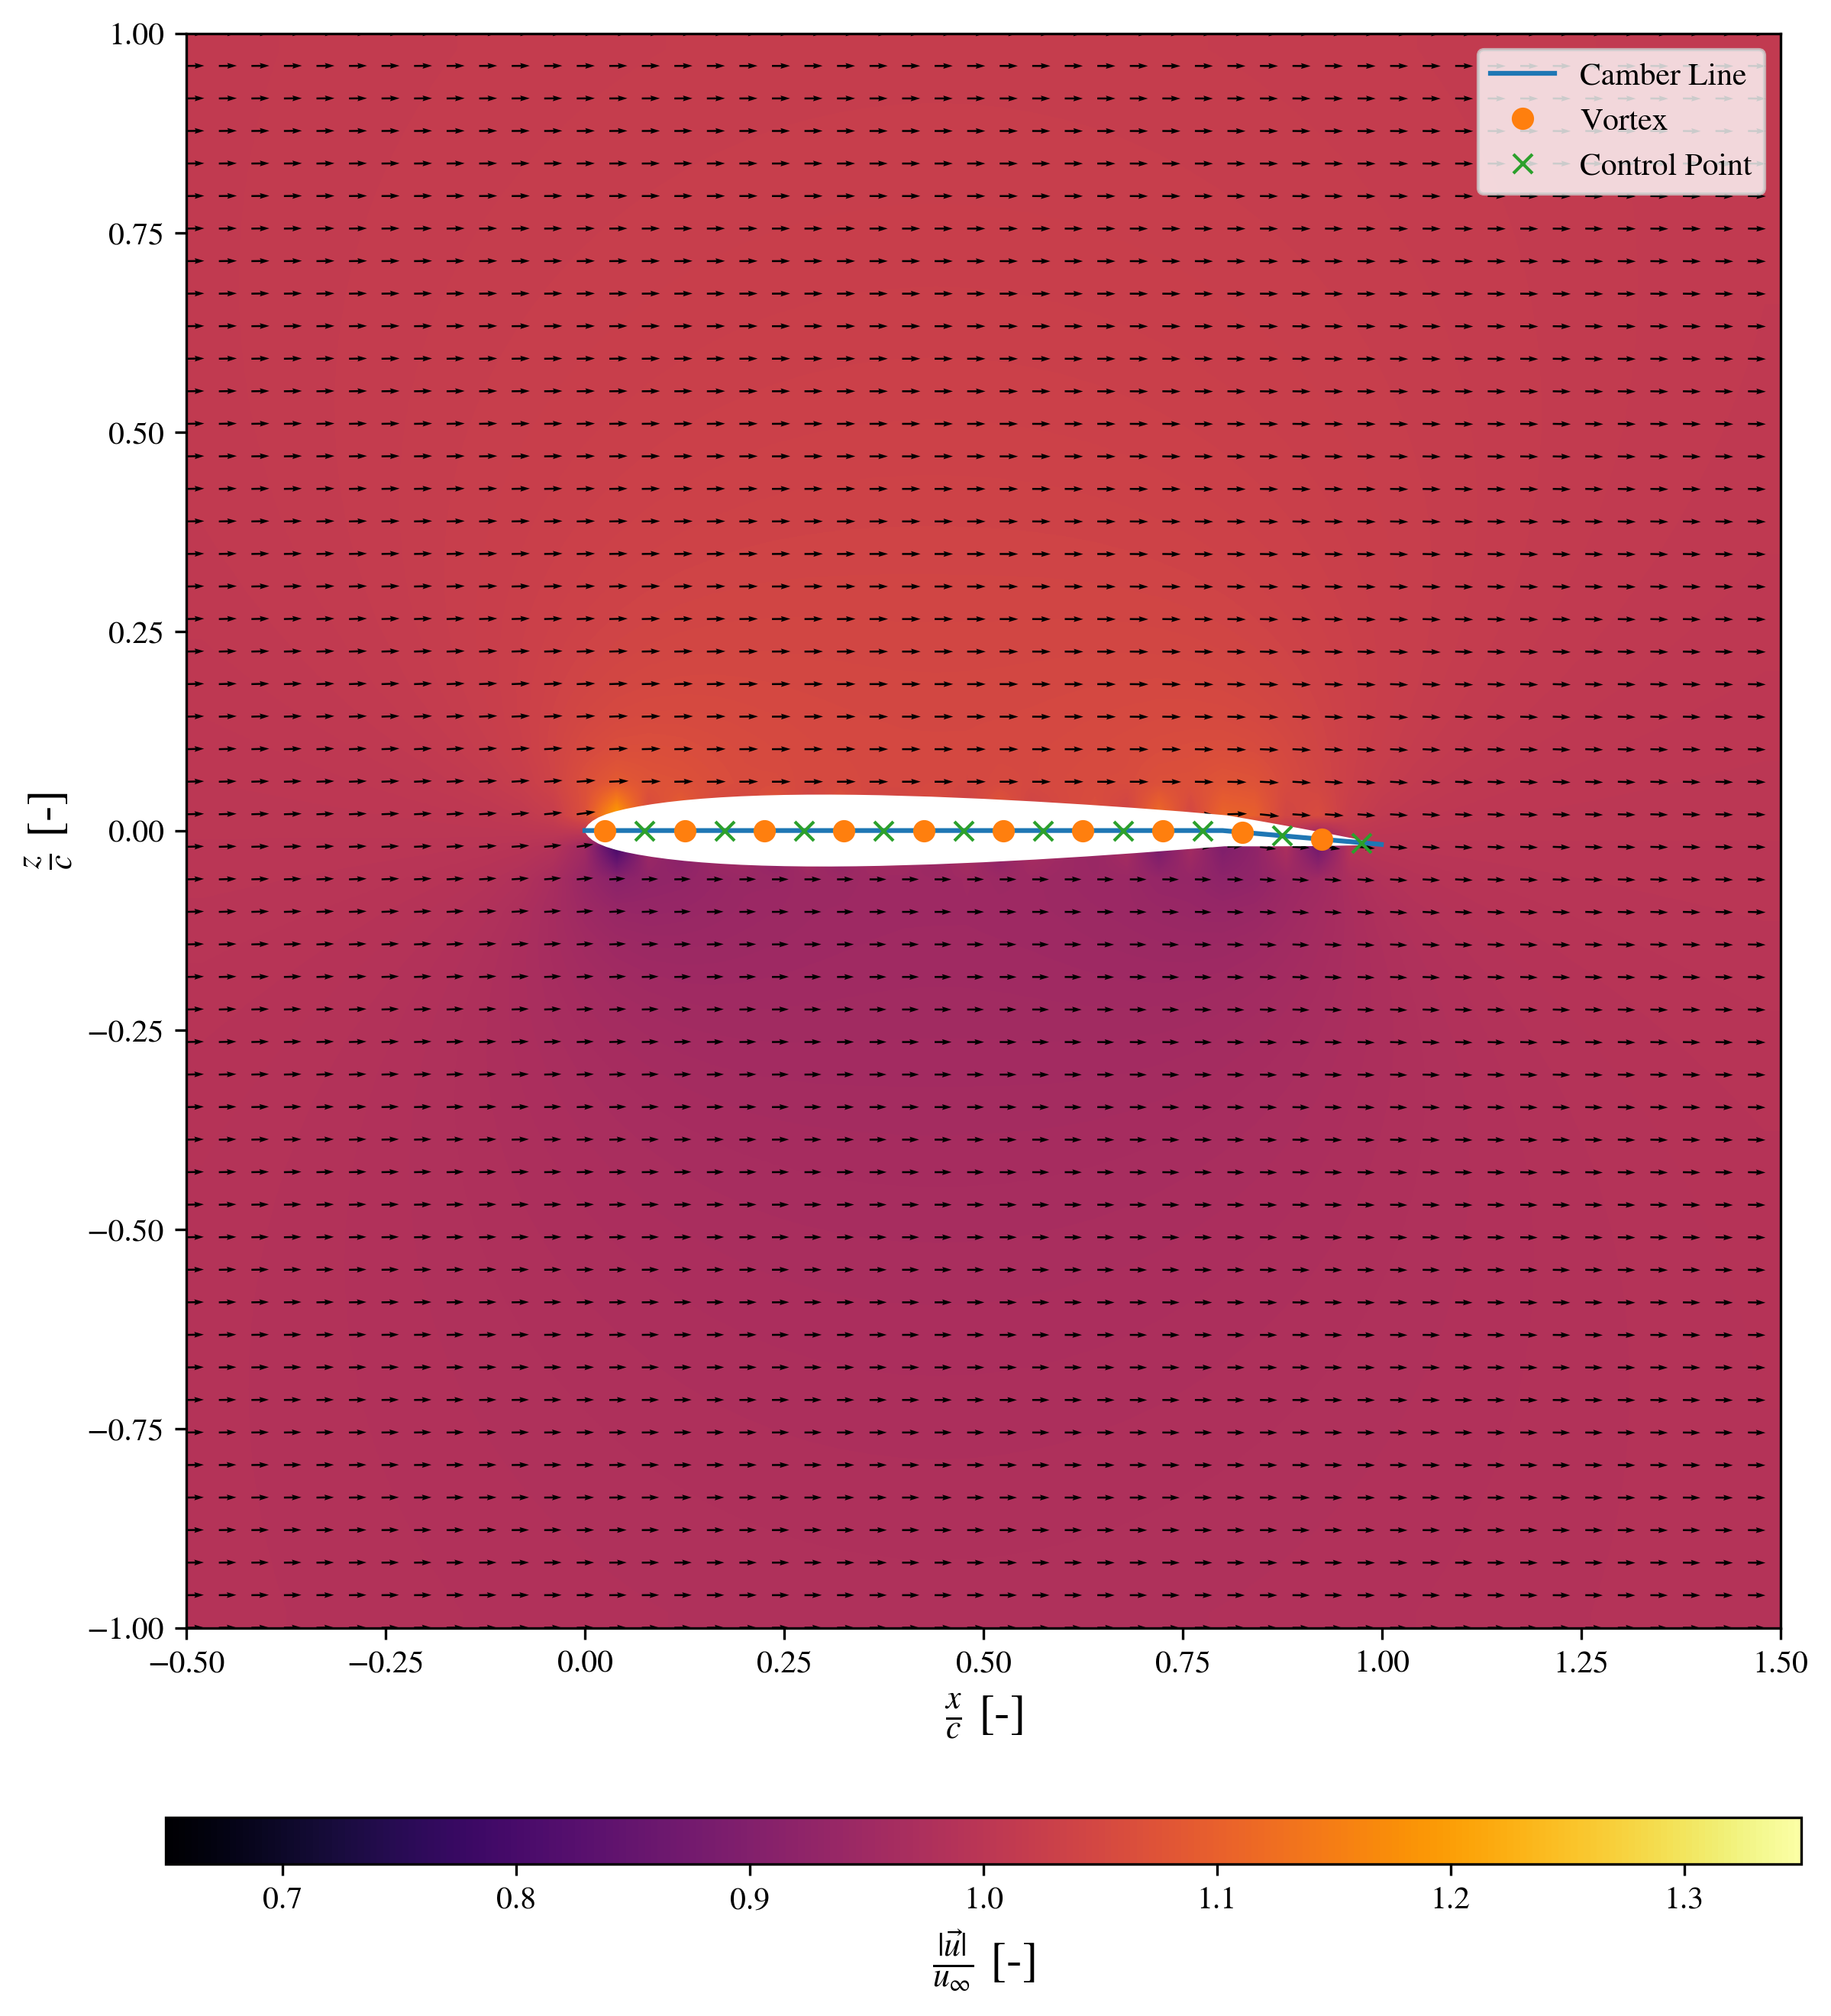 1.00
0.75
0.50
0.25
0.00
−0.25
−0.50
−0.75
−1.00
z/c [-]
Camber Line
Vortex
Control Point
−0.50 −0.25 0.00 0.25 0.50 0.75 1.00 1.25 1.50
x/c [-]
0.7 0.8 0.9 1.0 1.1 1.2 1.3
|u⃗|/u∞ [-]